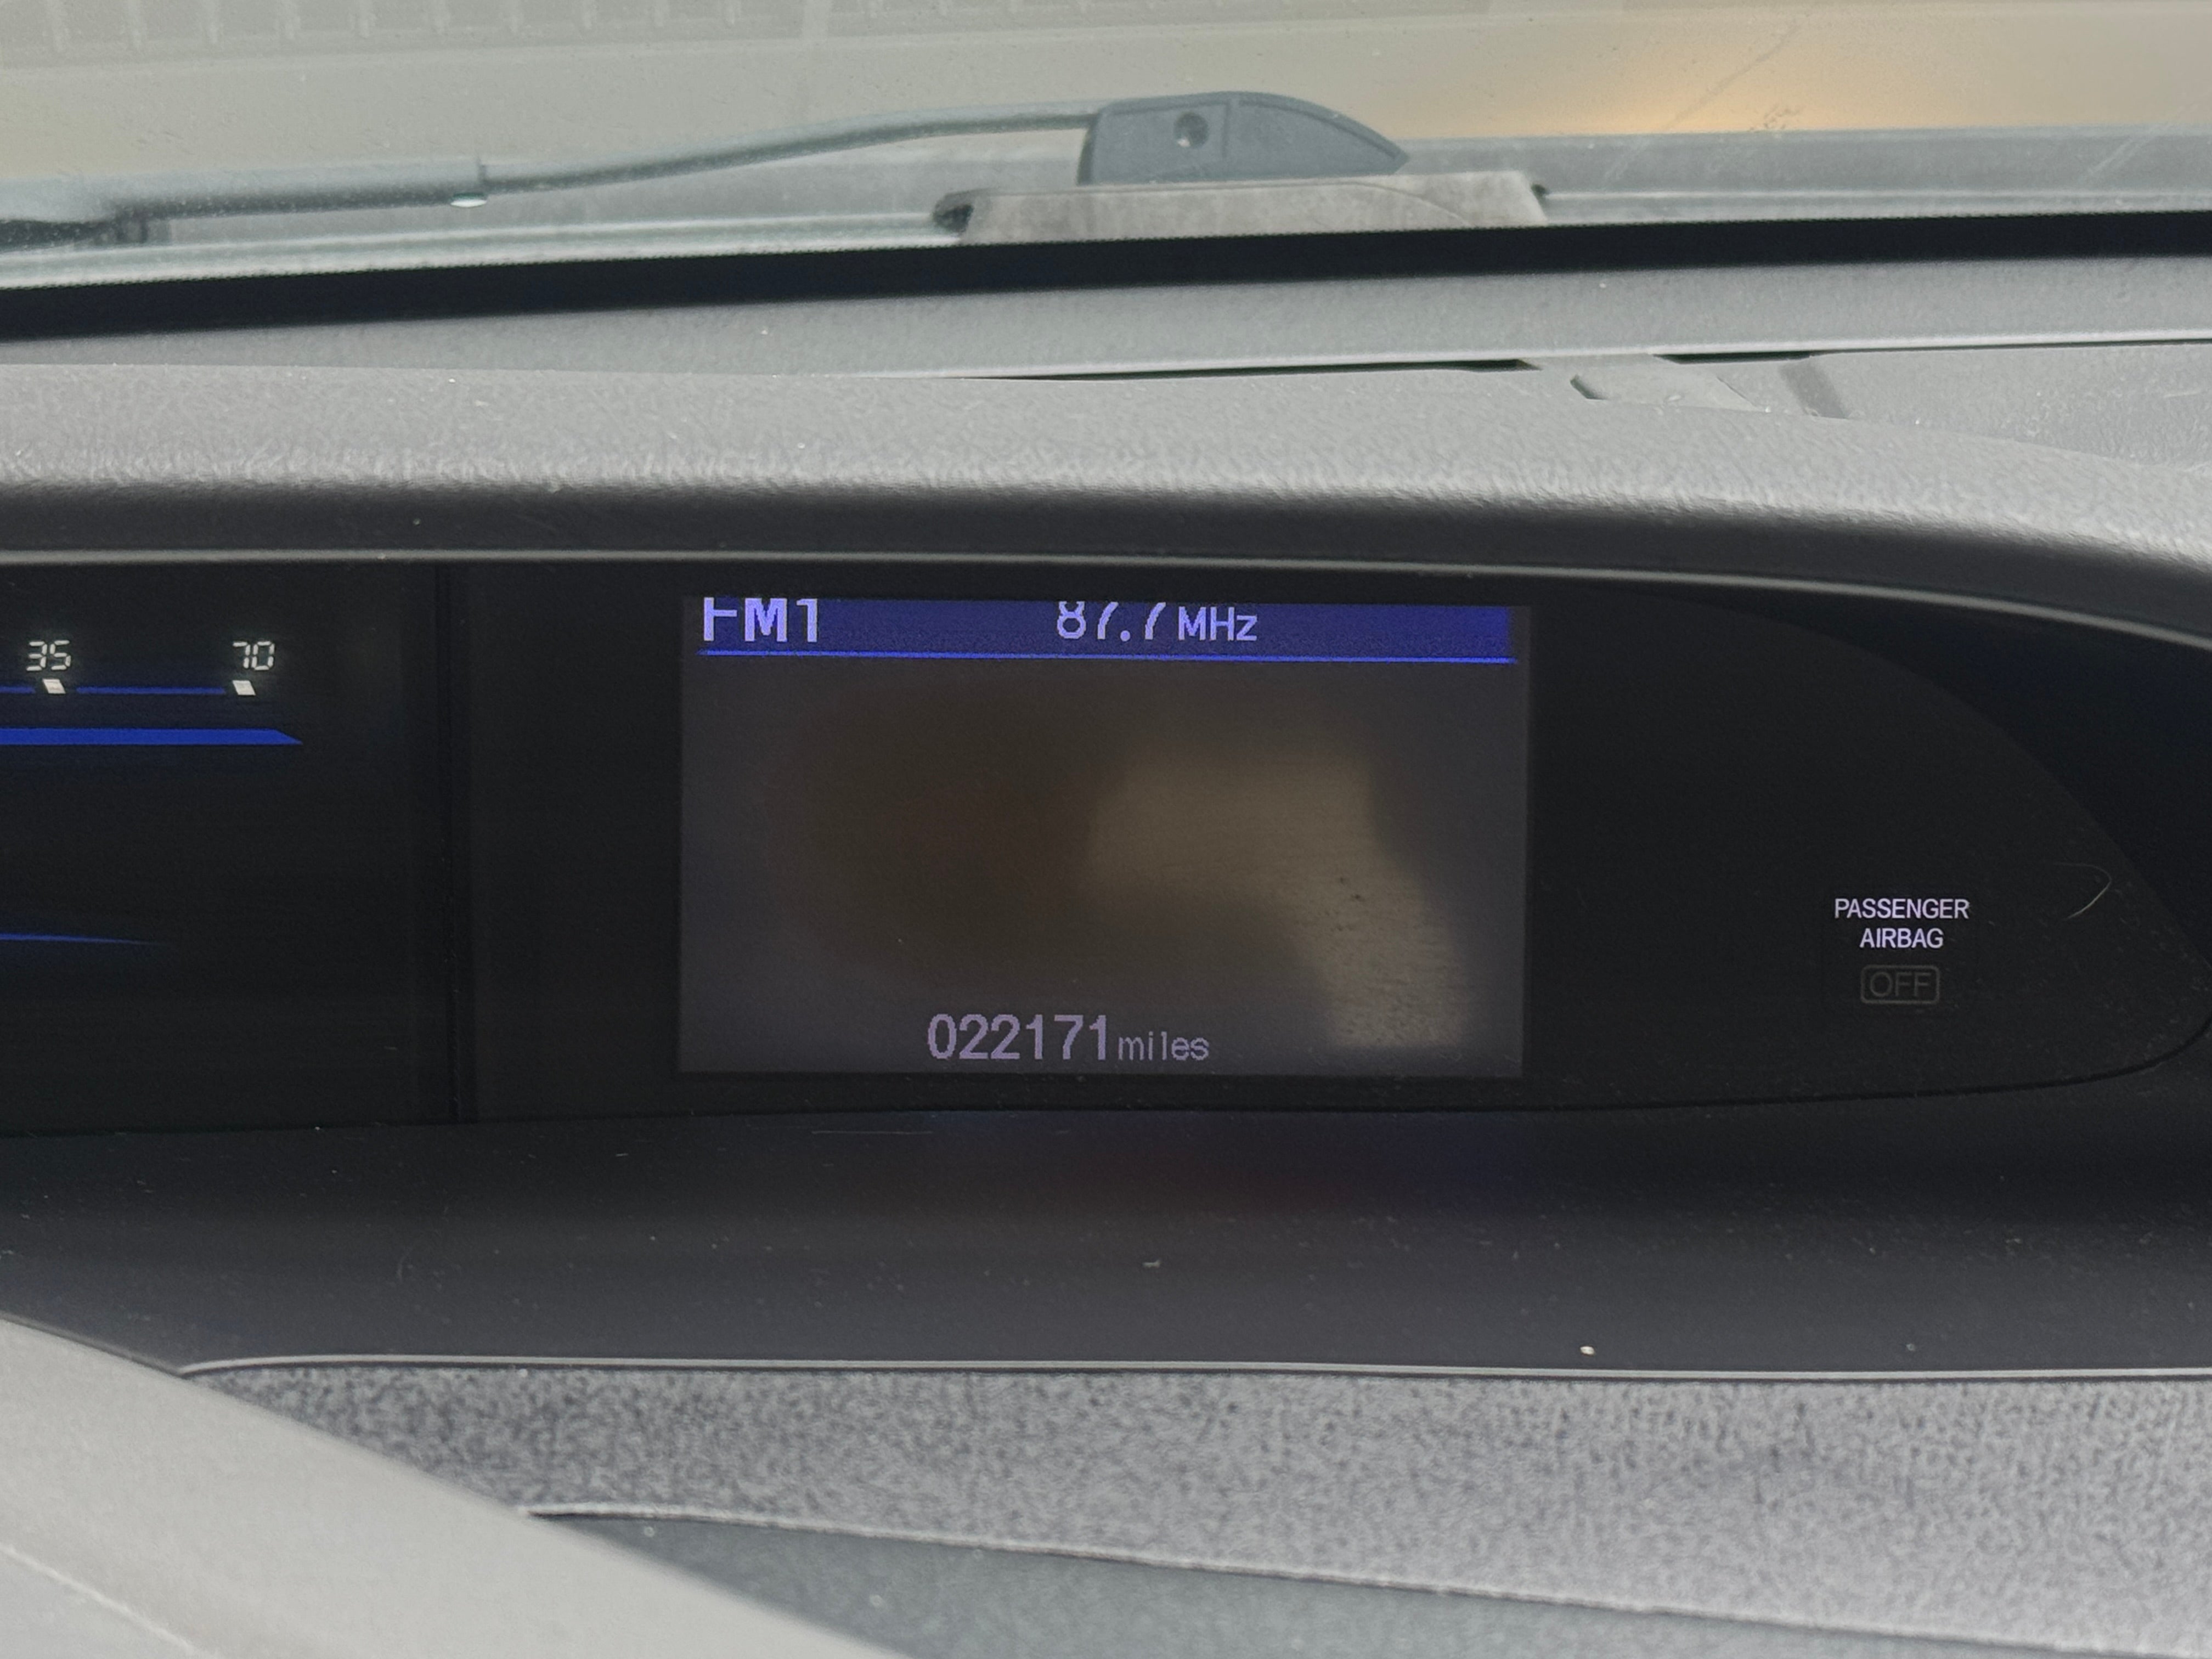 FM1 87.7 MHz
35 70
PASSENGER
AIRBAG
OFF
022171 miles